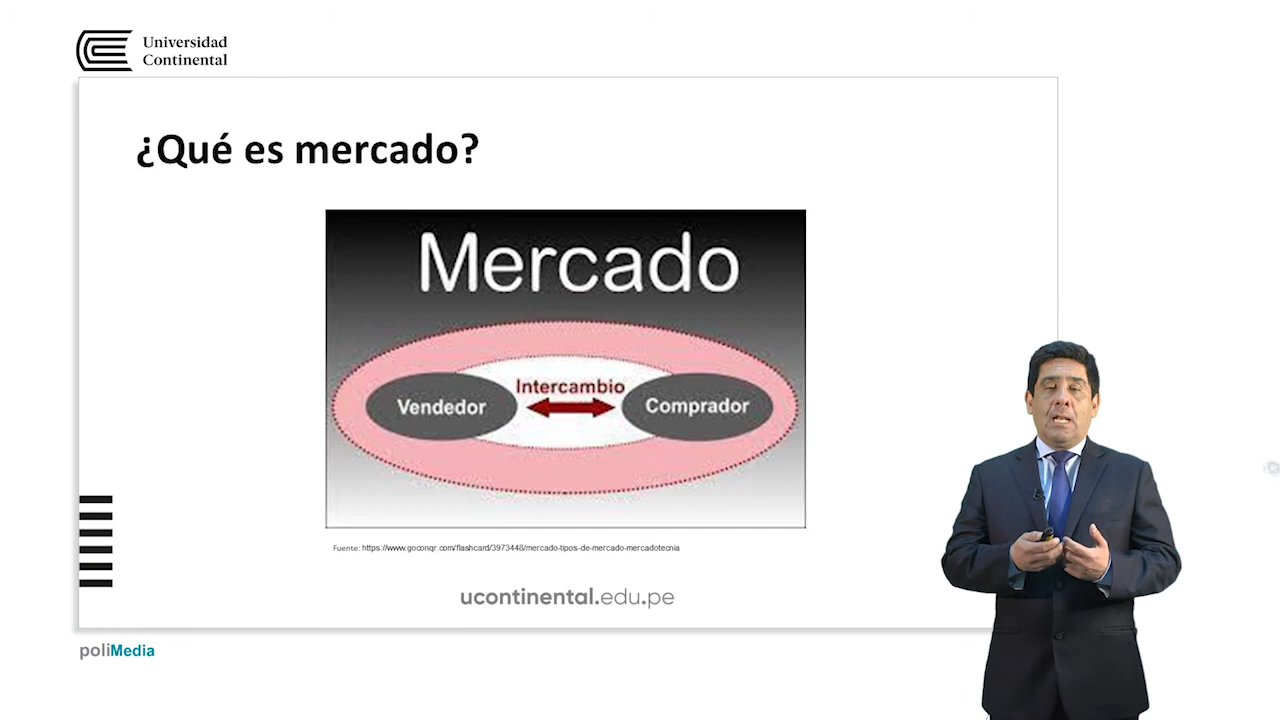 Universidad
Continental
¿Qué es mercado?
Mercado
Intercambio
Vendedor
Comprador
Fuente: https://www.goconqr.com/flashcard/3973448/mercado-tipos-de-mercado-mercadotecnia
ucontinental.edu.pe
poliMedia